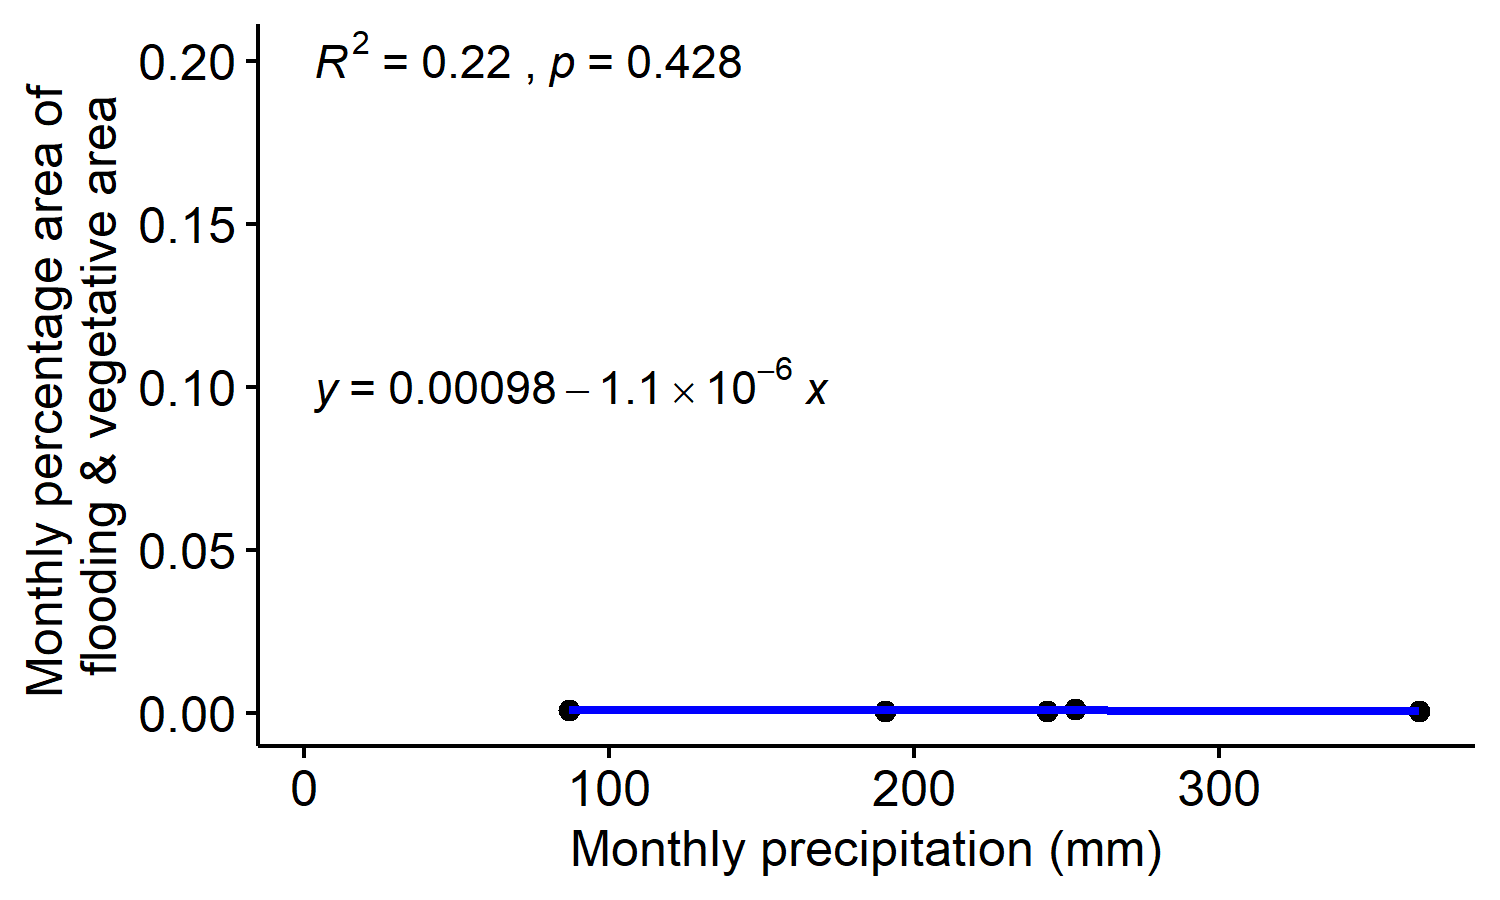 Monthly percentage area of
flooding & vegetative area
0.20
0.15
0.10
0.05
0.00
R² = 0.22 , p = 0.428
y = 0.00098 – 1.1 × 10⁻⁶ x
0 100 200 300
Monthly precipitation (mm)